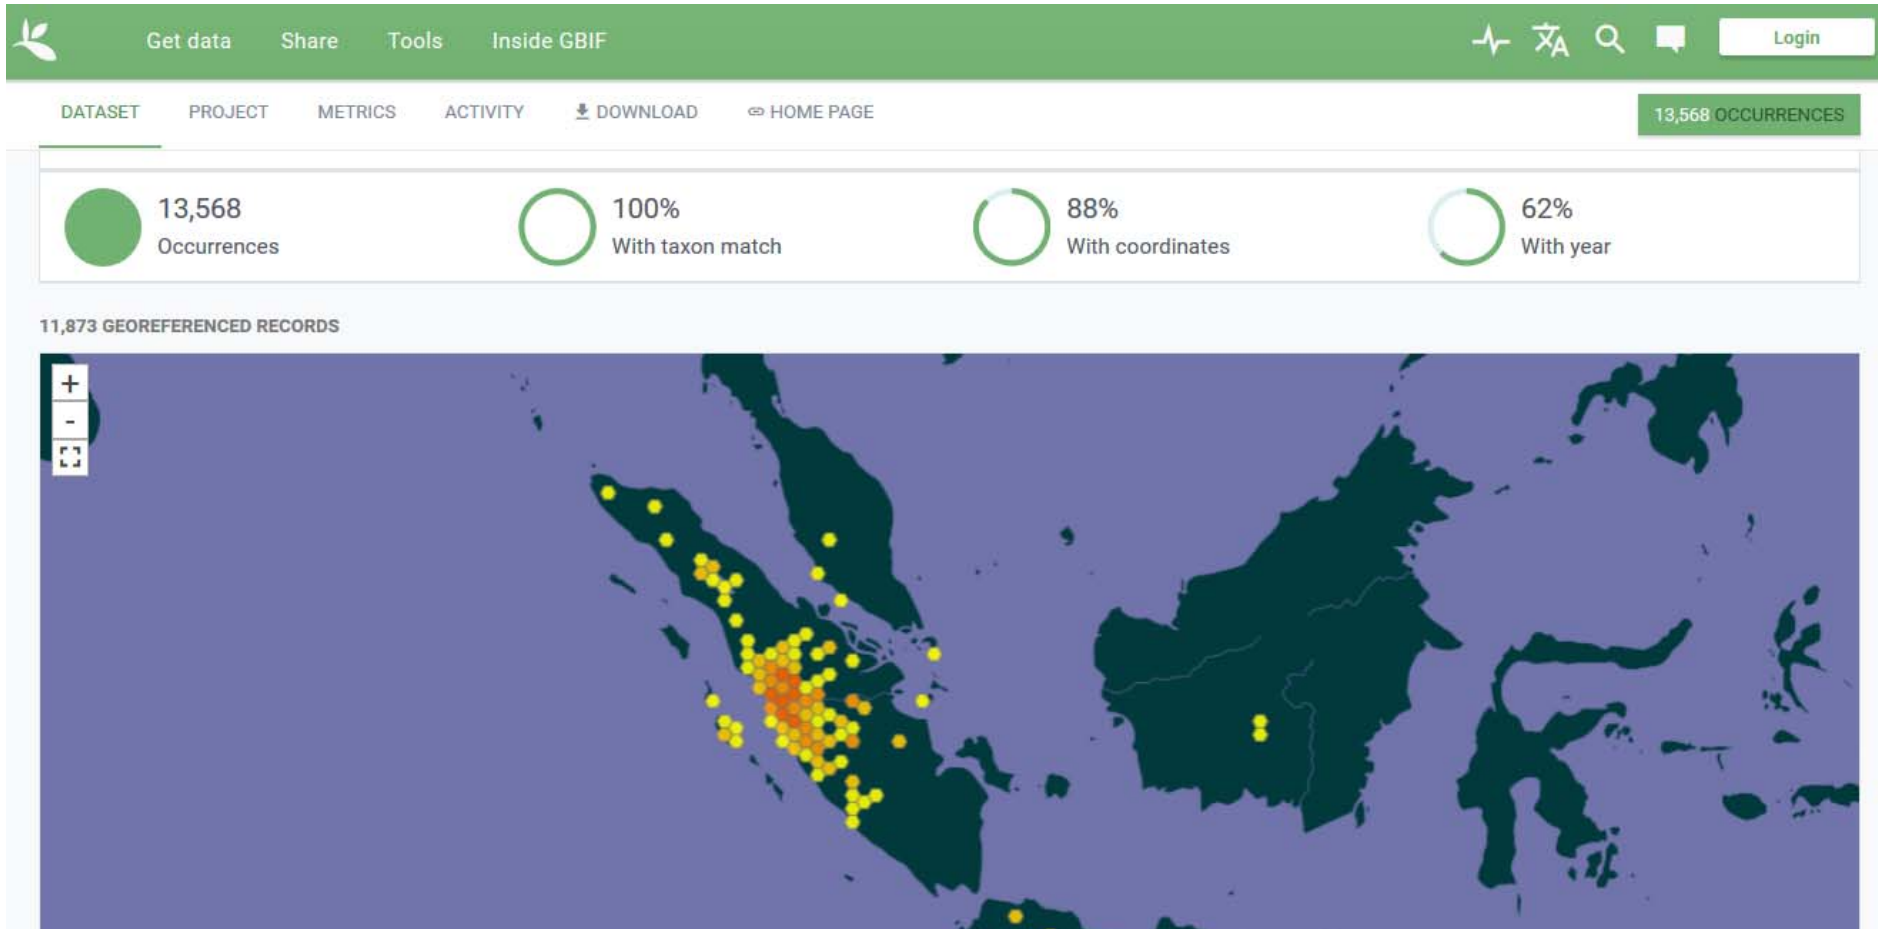 Get data Share Tools Inside GBIF Login
DATASET PROJECT METRICS ACTIVITY DOWNLOAD HOME PAGE 13,568 OCCURRENCES
13,568 100% 88% 62%
Occurrences With taxon match With coordinates With year
11,873 GEOREFERENCED RECORDS
+
-